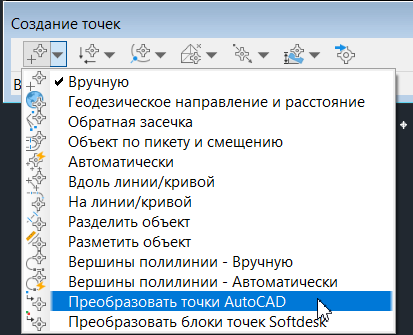 Создание точек
В
Вручную
Геодезическое направление и расстояние
Обратная засечка
Объект по пикету и смещению
Автоматически
Вдоль линии/кривой
На линии/кривой
Разделить объект
Разметить объект
Вершины полилинии - Вручную
Вершины полилинии - Автоматически
Преобразовать точки AutoCAD
Преобразовать блоки точек Softdesk